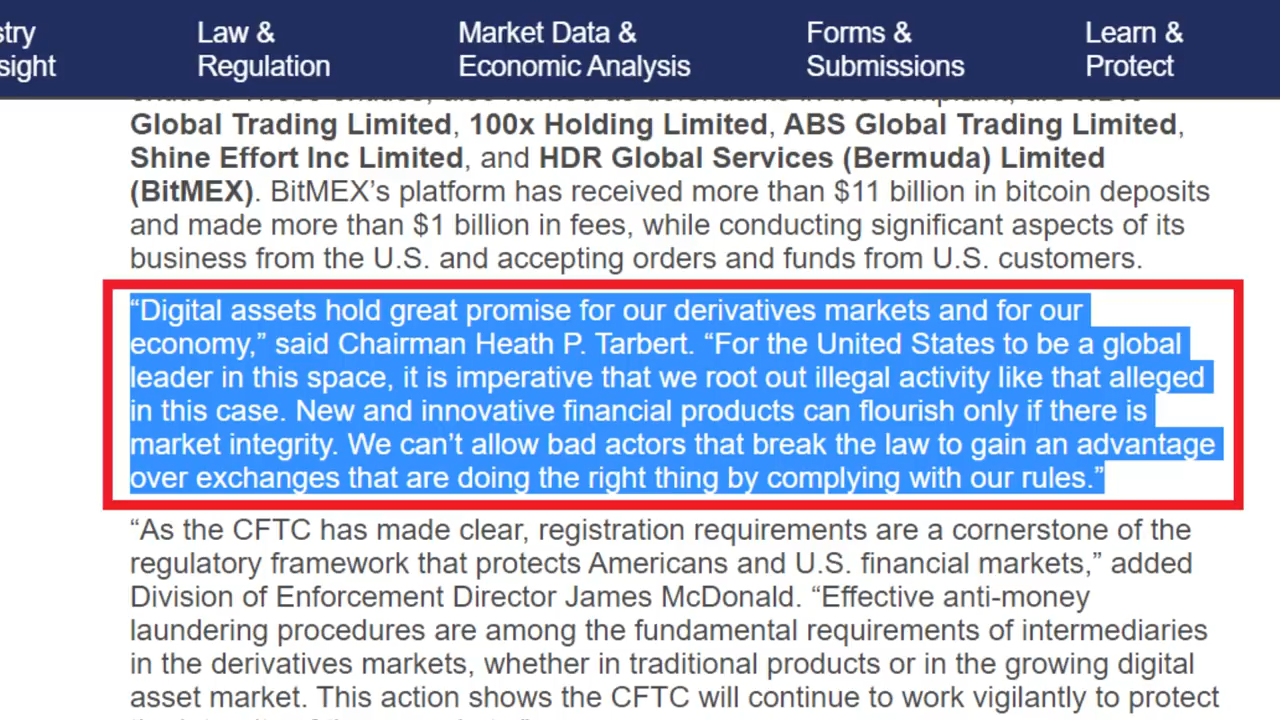 stry
sight
Law &
Regulation
Market Data &
Economic Analysis
Forms &
Submissions
Learn &
Protect
Global Trading Limited, 100x Holding Limited, ABS Global Trading Limited,
Shine Effort Inc Limited, and HDR Global Services (Bermuda) Limited
(BitMEX). BitMEX’s platform has received more than $11 billion in bitcoin deposits
and made more than $1 billion in fees, while conducting significant aspects of its
business from the U.S. and accepting orders and funds from U.S. customers.
“Digital assets hold great promise for our derivatives markets and for our
economy,” said Chairman Heath P. Tarbert. “For the United States to be a global
leader in this space, it is imperative that we root out illegal activity like that alleged
in this case. New and innovative financial products can flourish only if there is
market integrity. We can’t allow bad actors that break the law to gain an advantage
over exchanges that are doing the right thing by complying with our rules.”
“As the CFTC has made clear, registration requirements are a cornerstone of the
regulatory framework that protects Americans and U.S. financial markets,” added
Division of Enforcement Director James McDonald. “Effective anti-money
laundering procedures are among the fundamental requirements of intermediaries
in the derivatives markets, whether in traditional products or in the growing digital
asset market. This action shows the CFTC will continue to work vigilantly to protect